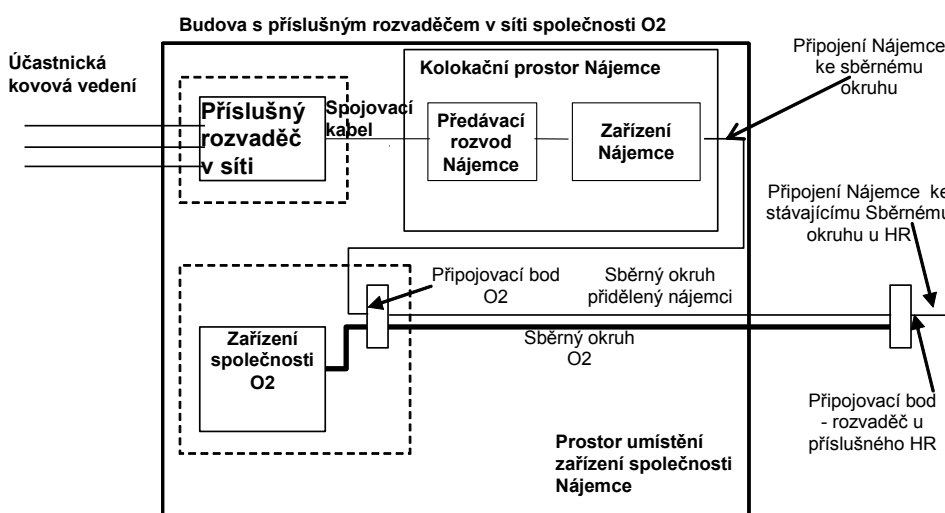 Budova s příslušným rozvaděčem v síti společnosti O2
Účastnická
kovová vedení
Příslušný
rozvaděč
v síti
Spojovací
kabel
Kolokační prostor Nájemce
Předávací
rozvod
Nájemce
Zařízení
Nájemce
Připojení Nájemce
ke sběrnému
okruhu
Připojení Nájemce ke
stávajícímu Sběrnému
okruhu u HR
Připojovací bod
O2
Sběrný okruh
přidělený nájemci
Sběrný okruh
O2
Zařízení
společnosti
O2
Připojovací bod
- rozvaděč u
příslušného HR
Prostor umístění
zařízení společnosti
Nájemce